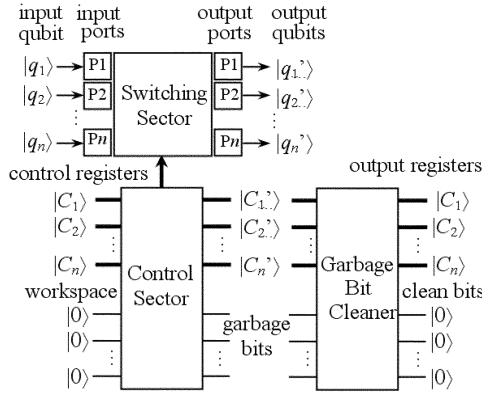 input qubit
input ports
output ports
output qubits
|q1⟩ P1 P1 |q1'⟩
|q2⟩ P2 P2 |q2'⟩
Switching Sector
|qn⟩ Pn Pn |qn'⟩
control registers
output registers
|C1⟩ |C1'⟩ |C1⟩
|C2⟩ |C2'⟩ |C2⟩
|Cn⟩ |Cn'⟩ |Cn⟩
Control Sector
Garbage Bit Cleaner
workspace
garbage bits
clean bits
|0⟩ |0⟩
|0⟩ |0⟩
|0⟩ |0⟩